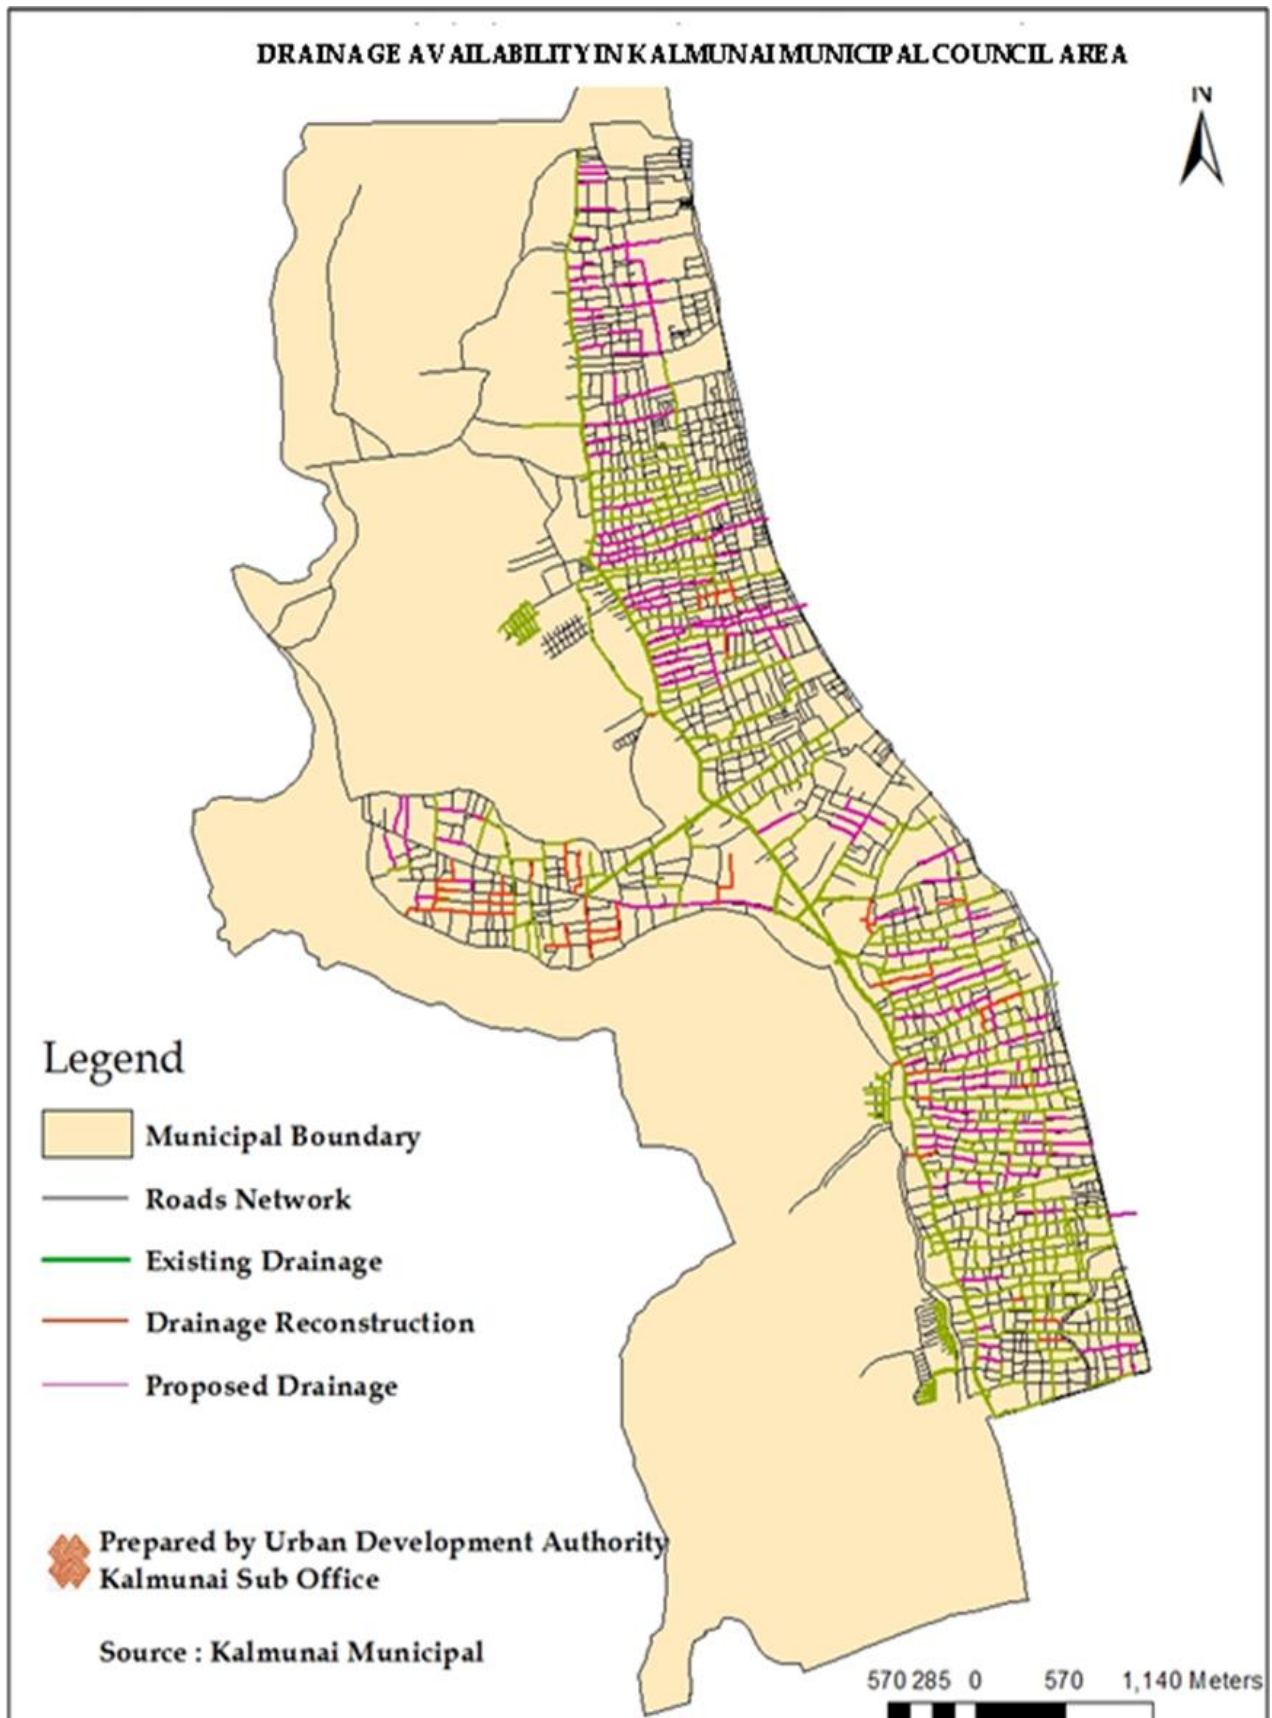 DRAINAGE AVAILABILITY IN KALMUNAI MUNICIPAL COUNCIL AREA
N
Legend
Municipal Boundary
Roads Network
Existing Drainage
Drainage Reconstruction
Proposed Drainage
Prepared by Urban Development Authority
Kalmunai Sub Office
Source : Kalmunai Municipal
570 285 0 570 1,140 Meters